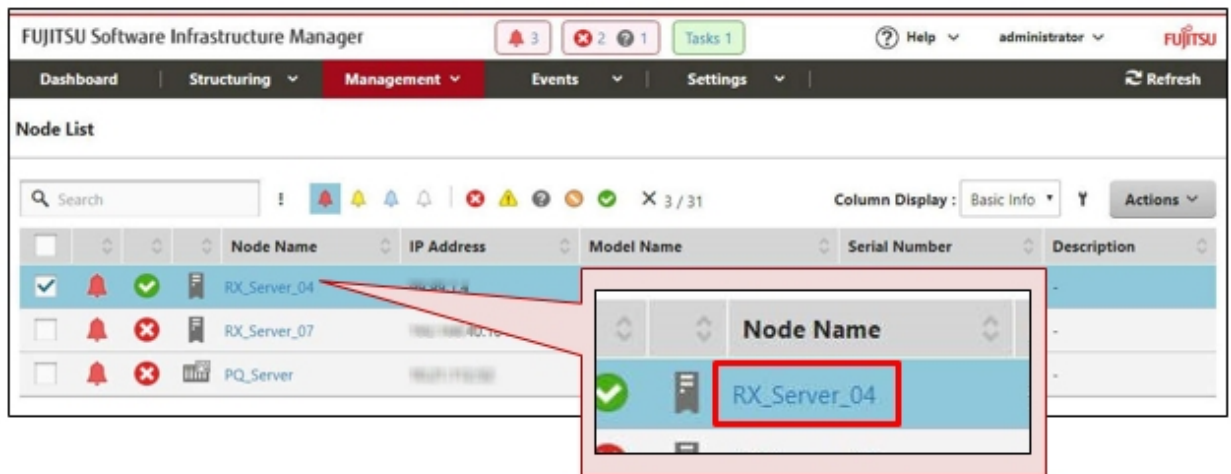 FUJITSU Software Infrastructure Manager 3 2 1 Tasks 1 Help administrator FUJITSU
Dashboard Structuring Management Events Settings Refresh
Node List
Search ! 3 / 31 Column Display : Basic Info Actions
Node Name IP Address Model Name Serial Number Description
RX_Server_04 -
RX_Server_07 -
PQ_Server -
Node Name
RX_Server_04